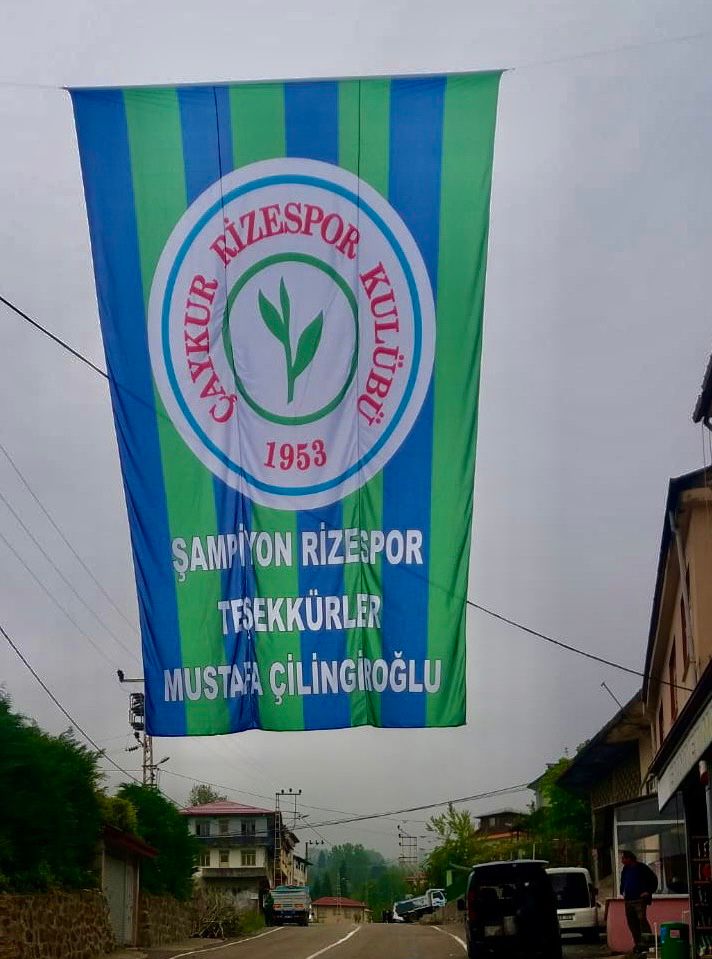 ÇAYKUR RİZESPOR KULÜBÜ
1953
ŞAMPİYON RİZESPOR
TEŞEKKÜRLER
MUSTAFA ÇİLİNGİROĞLU